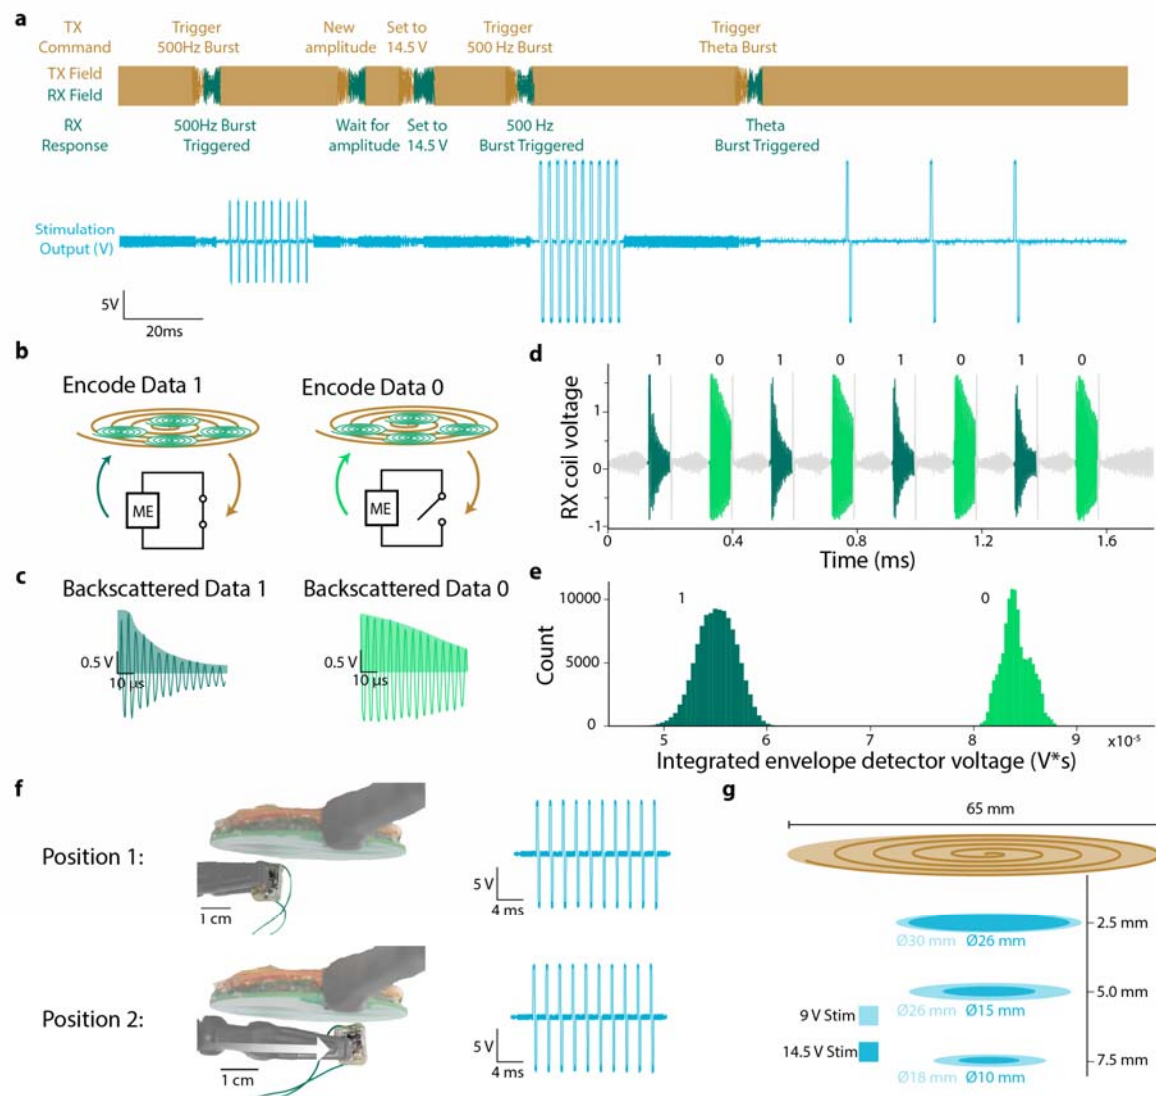 a
TX Command
Trigger 500Hz Burst
New amplitude
Set to 14.5 V
Trigger 500 Hz Burst
Trigger Theta Burst
TX Field
RX Field
RX Response
500Hz Burst Triggered
Wait for amplitude
Set to 14.5 V
500 Hz Burst Triggered
Theta Burst Triggered
Stimulation Output (V)
5V
20ms
b
Encode Data 1
Encode Data 0
ME
ME
c
Backscattered Data 1
Backscattered Data 0
0.5 V
10 µs
0.5 V
10 µs
d
1 0 1 0 1 0 1 0
RX coil voltage
1
0
-1
0 0.4 0.8 1.2 1.6
Time (ms)
e
10000
5000
0
Count
1
0
5 6 7 8 9
x10-5
Integrated envelope detector voltage (V*s)
f
Position 1:
1 cm
5 V
4 ms
Position 2:
1 cm
5 V
4 ms
g
65 mm
2.5 mm
Ø30 mm Ø26 mm
5.0 mm
Ø26 mm Ø15 mm
9 V Stim
14.5 V Stim
7.5 mm
Ø18 mm Ø10 mm